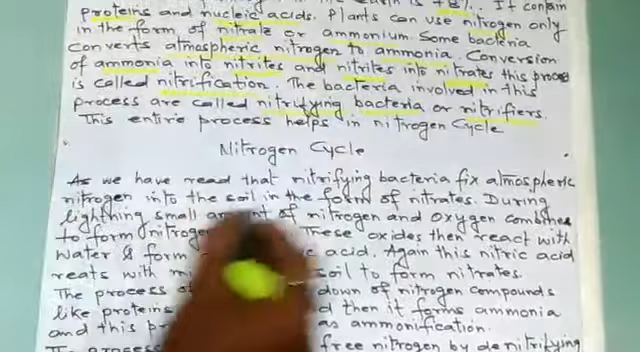 78%. It contain
proteins and nucleic acids. Plants can use nitrogen only
in the form of nitrate or ammonium. Some bacteria
converts atmospheric nitrogen to ammonia. Conversion
of ammonia into nitrites and nitrites into nitrates this process
is called nitrification. The bacteria involved in this
process are called nitrifying bacteria or nitrifiers.
This entire process helps in nitrogen Cycle
Nitrogen Cycle
As we have read that nitrifying bacteria fix atmospheric
nitrogen into the soil in the form of nitrates. During
lightning small of nitrogen and oxygen combines
to form These oxides then react with
water & form acid. Again this nitric acid
reats with soil to form nitrates.
The process down of nitrogen compounds
like proteins then it forms ammonia
and this as ammonification.
free nitrogen by denitrifying